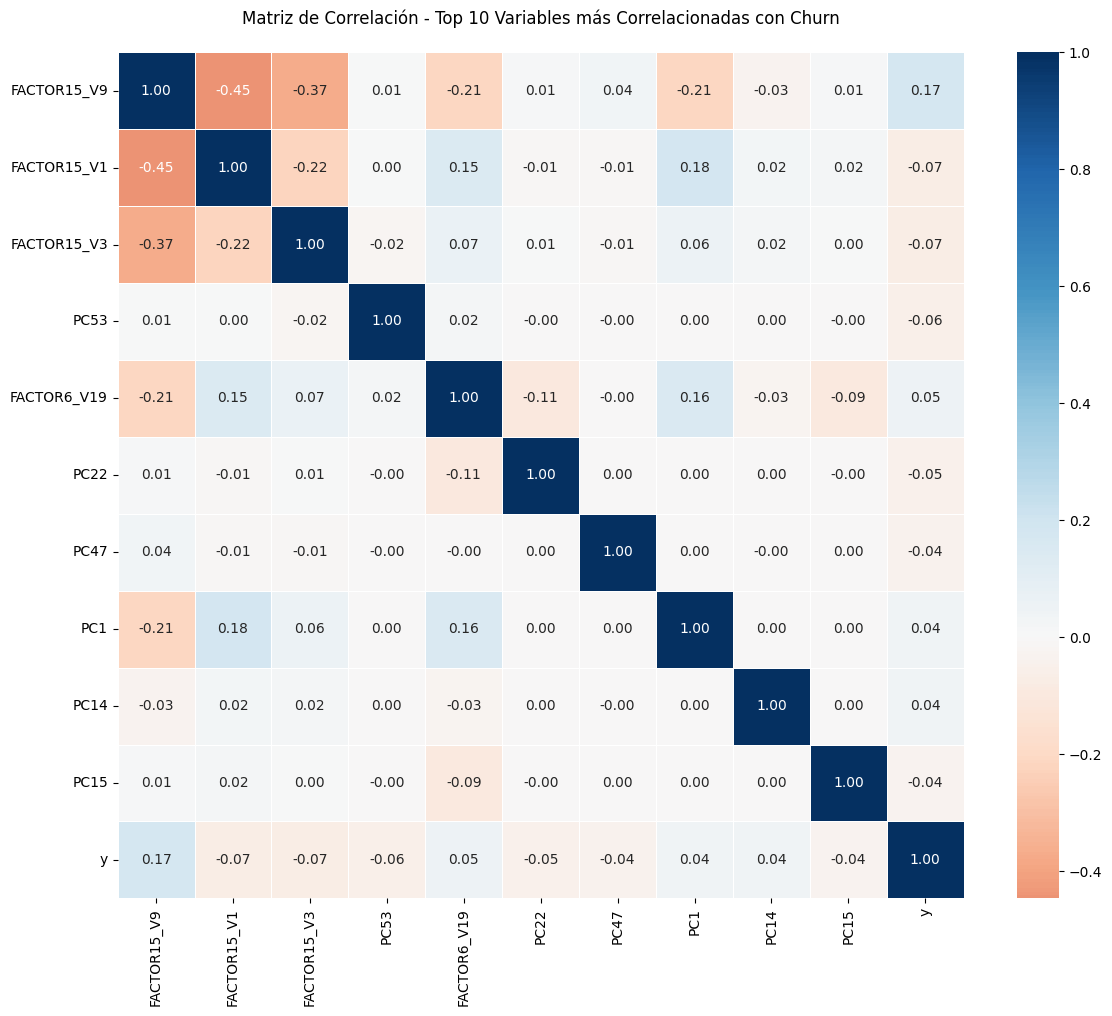 Matriz de Correlación - Top 10 Variables más Correlacionadas con Churn
FACTOR15_V9 1.00 -0.45 -0.37 0.01 -0.21 0.01 0.04 -0.21 -0.03 0.01 0.17
FACTOR15_V1 -0.45 1.00 -0.22 0.00 0.15 -0.01 -0.01 0.18 0.02 0.02 -0.07
FACTOR15_V3 -0.37 -0.22 1.00 -0.02 0.07 0.01 -0.01 0.06 0.02 0.00 -0.07
PC53 0.01 0.00 -0.02 1.00 0.02 -0.00 -0.00 0.00 0.00 -0.00 -0.06
FACTOR6_V19 -0.21 0.15 0.07 0.02 1.00 -0.11 -0.00 0.16 -0.03 -0.09 0.05
PC22 0.01 -0.01 0.01 -0.00 -0.11 1.00 0.00 0.00 0.00 -0.00 -0.05
PC47 0.04 -0.01 -0.01 -0.00 -0.00 0.00 1.00 0.00 -0.00 0.00 -0.04
PC1 -0.21 0.18 0.06 0.00 0.16 0.00 0.00 1.00 0.00 0.00 0.04
PC14 -0.03 0.02 0.02 0.00 -0.03 0.00 -0.00 0.00 1.00 0.00 0.04
PC15 0.01 0.02 0.00 -0.00 -0.09 -0.00 0.00 0.00 0.00 1.00 -0.04
y 0.17 -0.07 -0.07 -0.06 0.05 -0.05 -0.04 0.04 0.04 -0.04 1.00
FACTOR15_V9 FACTOR15_V1 FACTOR15_V3 PC53 FACTOR6_V19 PC22 PC47 PC1 PC14 PC15 y
1.0
0.8
0.6
0.4
0.2
0.0
−0.2
−0.4